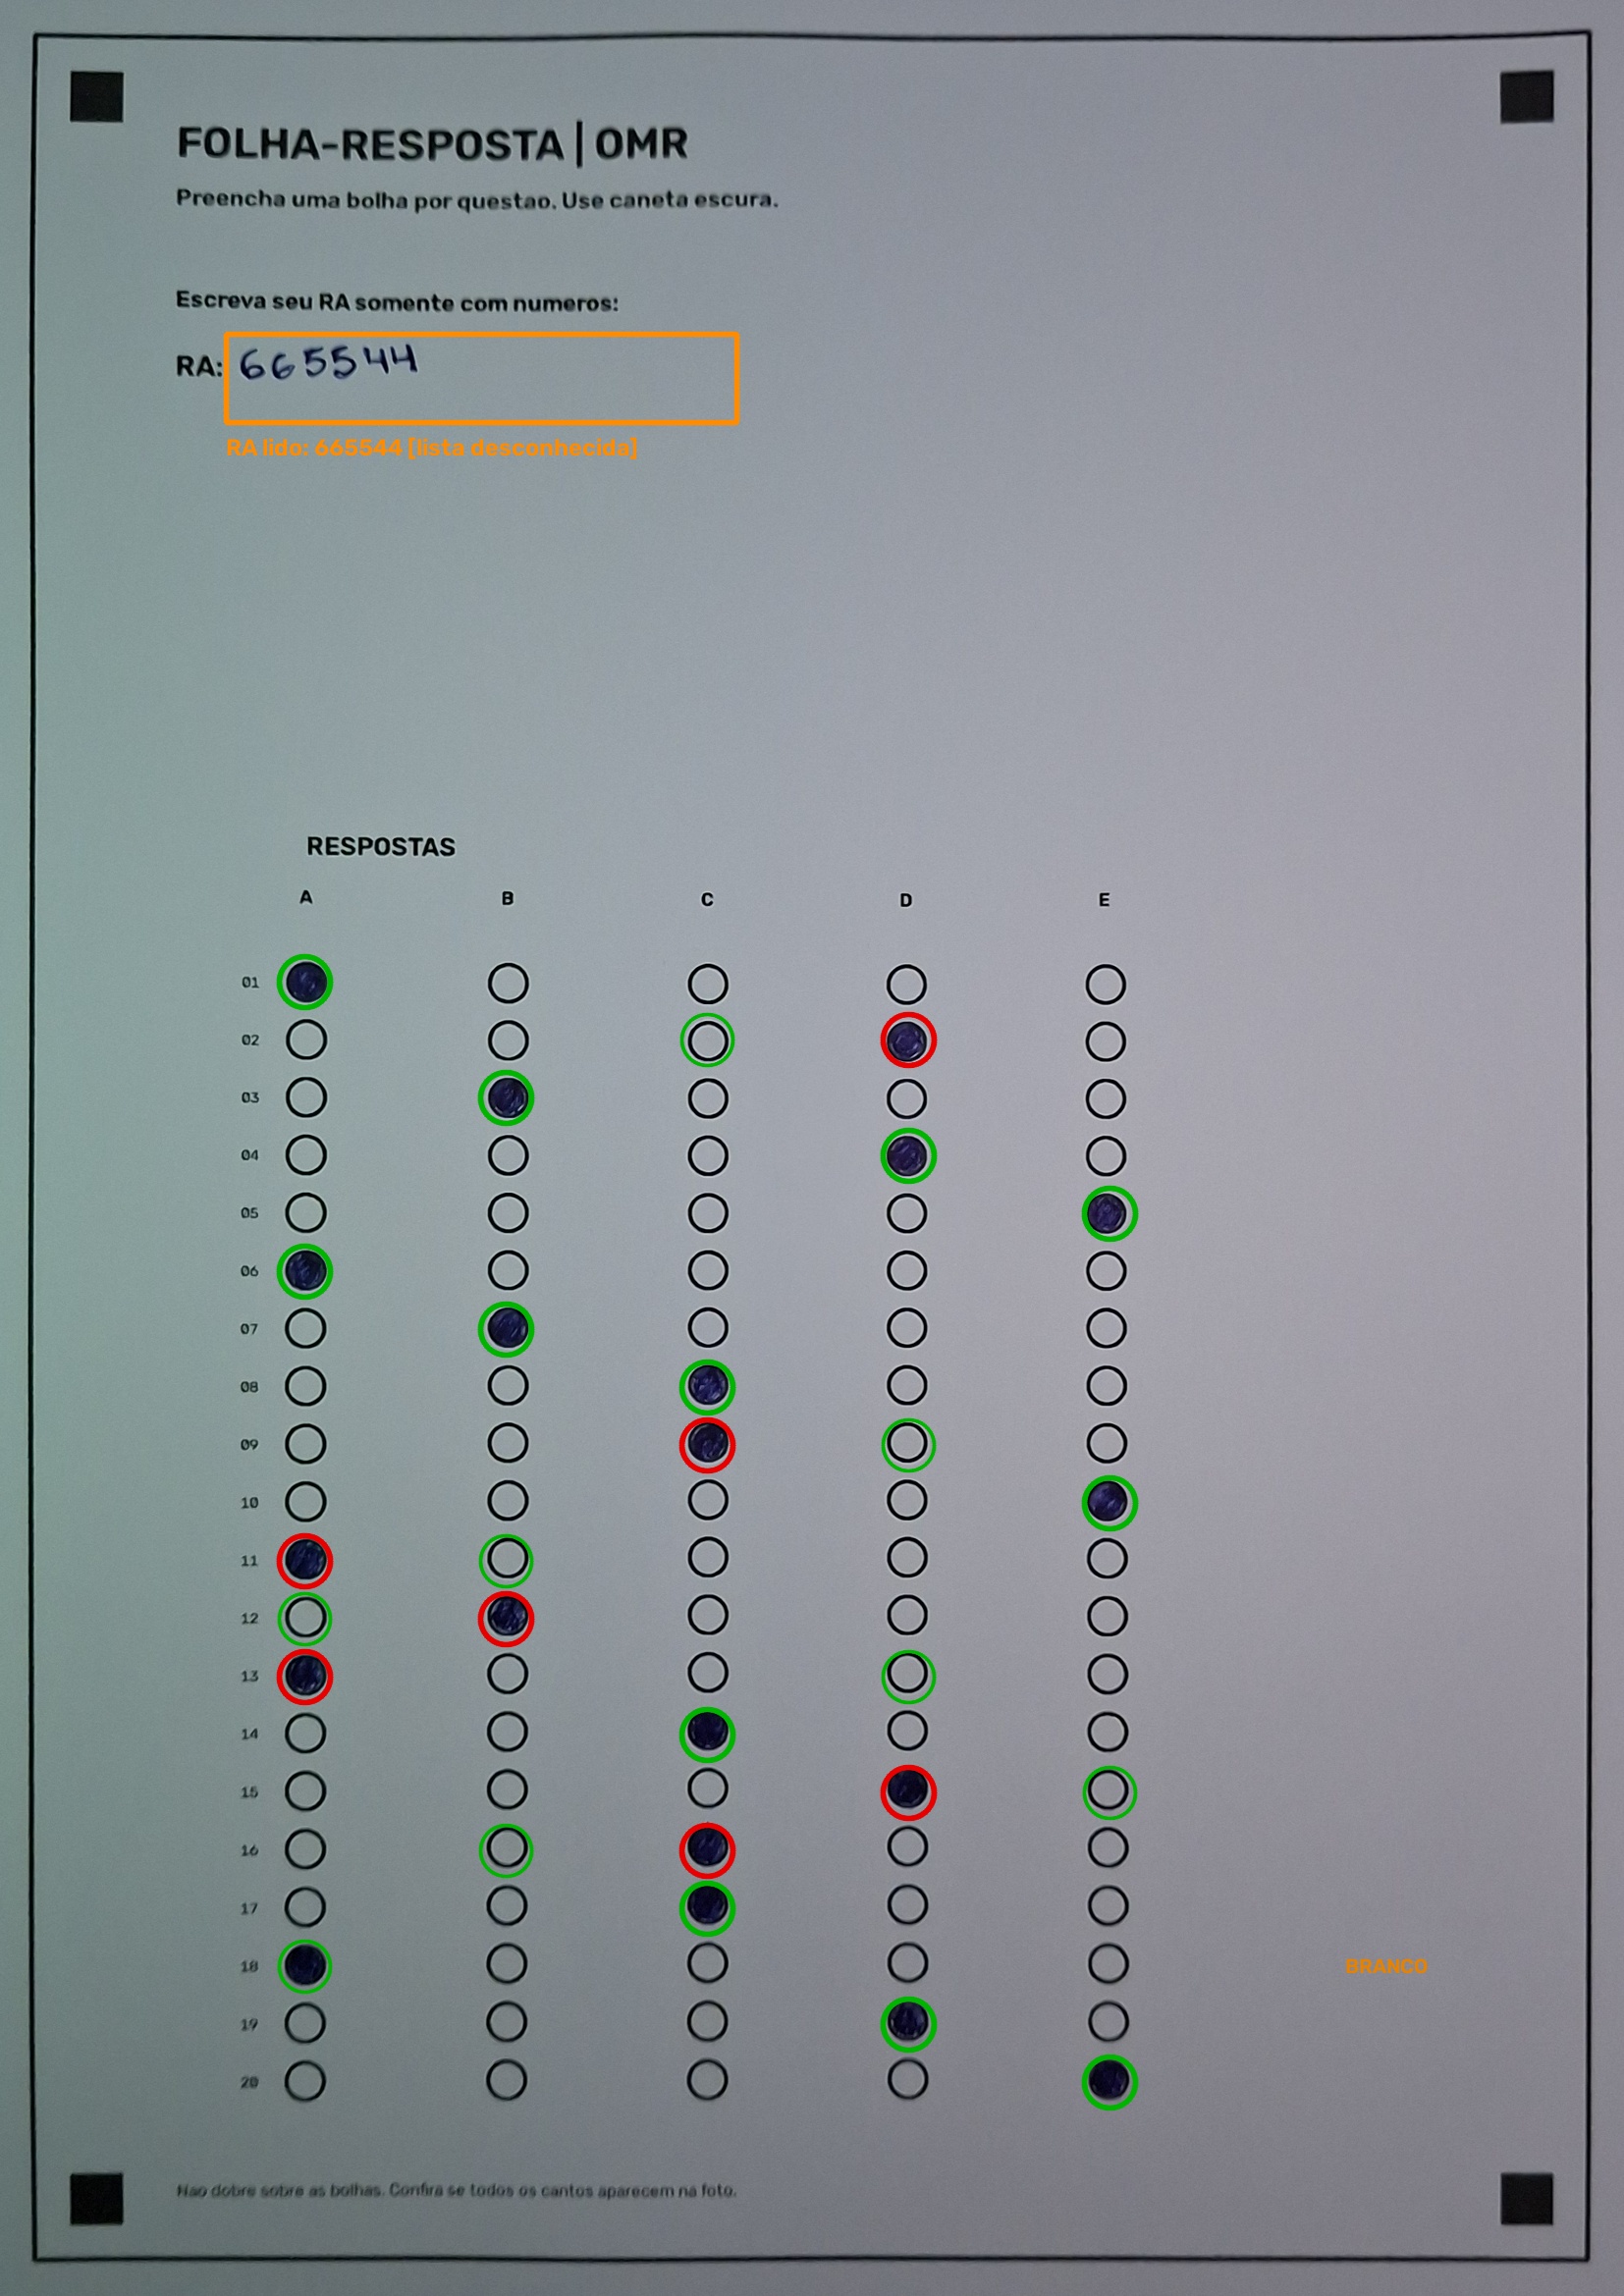 FOLHA-RESPOSTA | OMR
Preencha uma bolha por questao. Use caneta escura.
Escreva seu RA somente com numeros:
RA: 665544
RA lido: 665544 [lista desconhecida]
RESPOSTAS
A B C D E
01
02
03
04
05
06
07
08
09
10
11
12
13
14
15
16
17
18 BRANCO
19
20
Nao dobre sobre as bolhas. Confira se todos os cantos aparecem na foto.